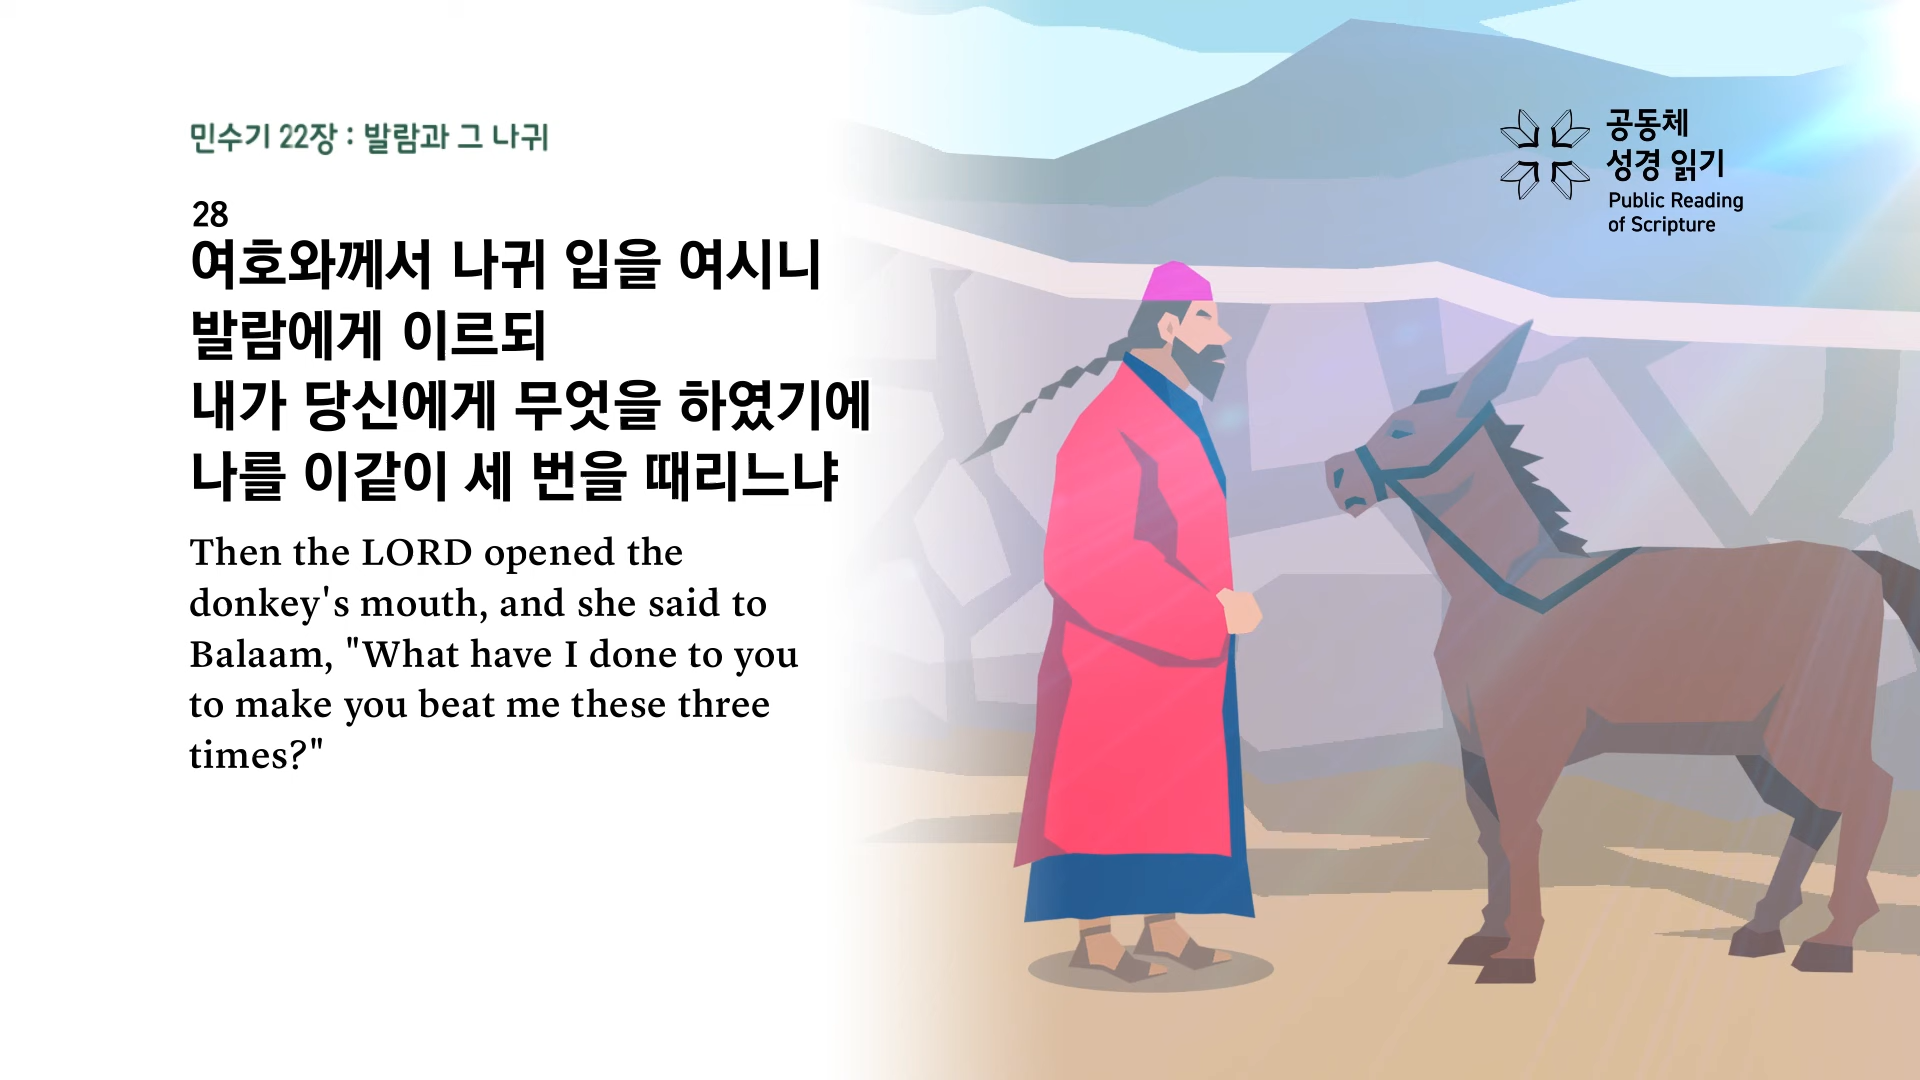 민수기 22장 : 발람과 그 나귀
28
여호와께서 나귀 입을 여시니
발람에게 이르되
내가 당신에게 무엇을 하였기에
나를 이같이 세 번을 때리느냐
Then the LORD opened the
donkey's mouth, and she said to
Balaam, "What have I done to you
to make you beat me these three
times?"
공동체
성경 읽기
Public Reading
of Scripture